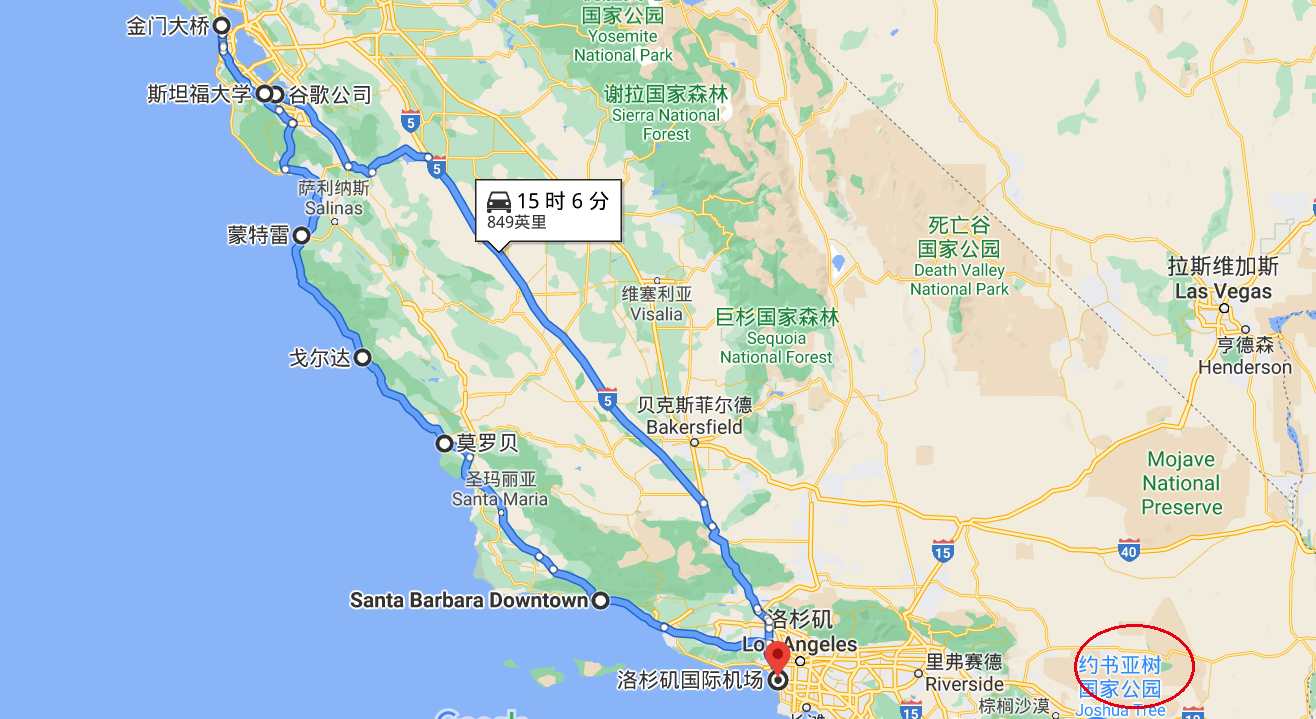 国家公园
Yosemite
National Park
金门大桥
斯坦福大学
谷歌公司
谢拉国家森林
Sierra National
Forest
5
5
萨利纳斯
Salinas
15 时 6 分
849英里
蒙特雷
死亡谷
国家公园
Death Valley
National Park
拉斯维加斯
Las Vegas
维塞利亚
Visalia
巨杉国家森林
Sequoia
National Forest
亨德森
Henderson
戈尔达
5
贝克斯菲尔德
Bakersfield
莫罗贝
圣玛丽亚
Santa Maria
Mojave
National
Preserve
15
40
Santa Barbara Downtown
洛杉矶
Los Angeles
里弗赛德
Riverside
约书亚树
国家公园
Joshua Tree
洛杉矶国际机场
棕榈沙漠
15
10
Google
长滩